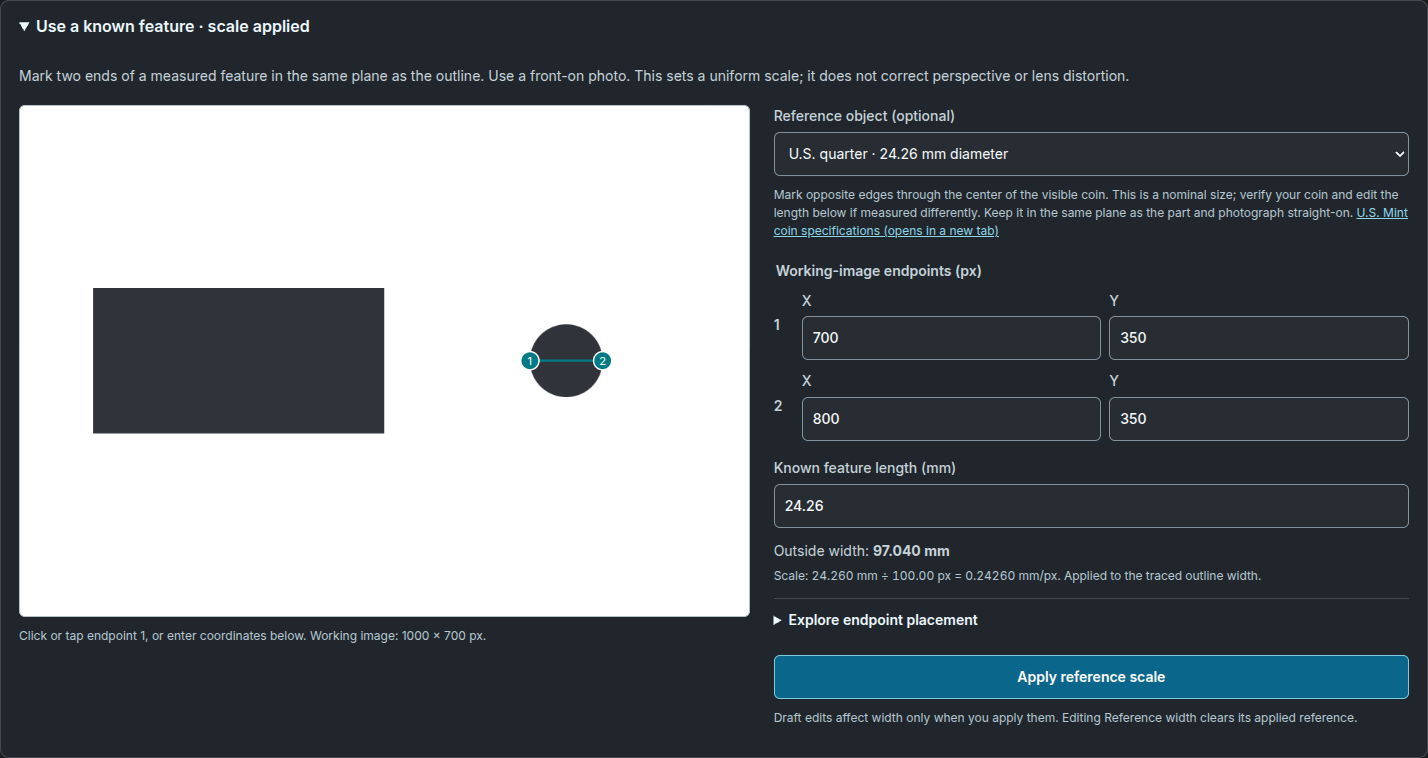 Use a known feature · scale applied
Mark two ends of a measured feature in the same plane as the outline. Use a front-on photo. This sets a uniform scale; it does not correct perspective or lens distortion.
1
2
Click or tap endpoint 1, or enter coordinates below. Working image: 1000 × 700 px.
Reference object (optional)
U.S. quarter · 24.26 mm diameter
Mark opposite edges through the center of the visible coin. This is a nominal size; verify your coin and edit the
length below if measured differently. Keep it in the same plane as the part and photograph straight-on. U.S. Mint
coin specifications (opens in a new tab)
Working-image endpoints (px)
X Y
1 700 350
X Y
2 800 350
Known feature length (mm)
24.26
Outside width: 97.040 mm
Scale: 24.260 mm ÷ 100.00 px = 0.24260 mm/px. Applied to the traced outline width.
Explore endpoint placement
Apply reference scale
Draft edits affect width only when you apply them. Editing Reference width clears its applied reference.